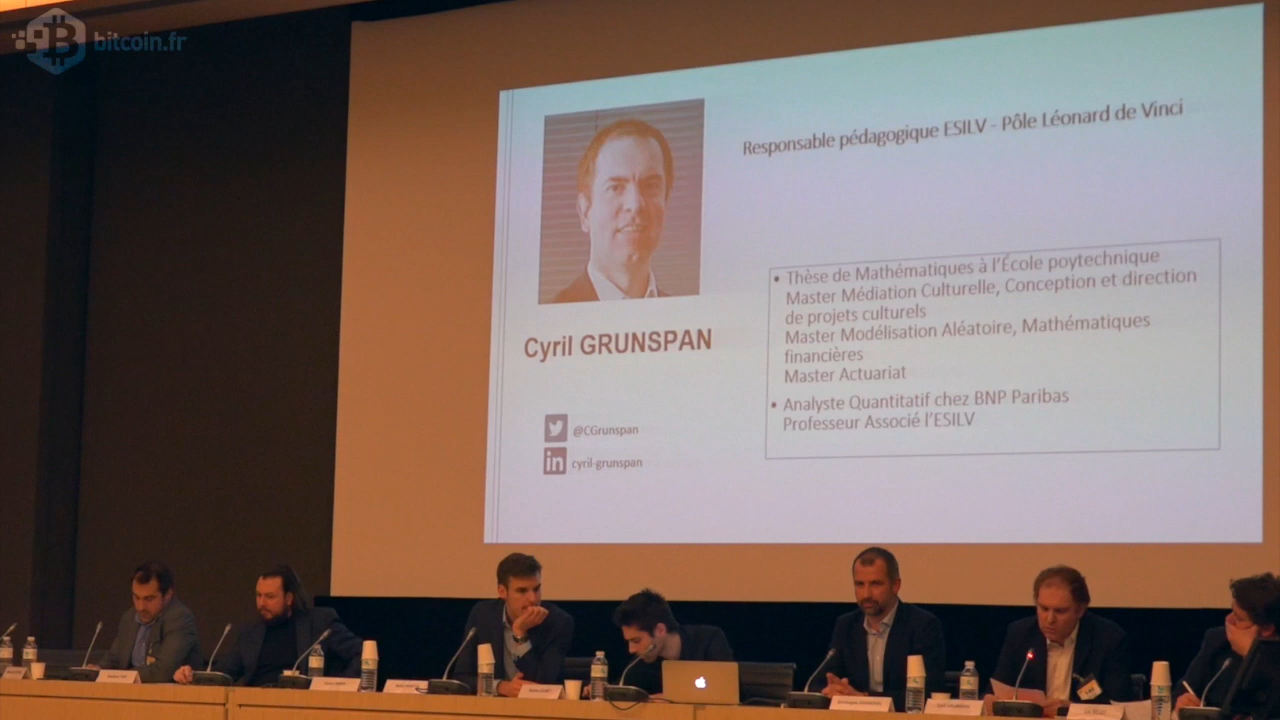 bitcoin.fr
Responsable pédagogique ESILV - Pôle Léonard de Vinci
• Thèse de Mathématiques à l'École poytechnique
Master Médiation Culturelle, Conception et direction
de projets culturels
Master Modélisation Aléatoire, Mathématiques
financières
Master Actuariat
• Analyste Quantitatif chez BNP Paribas
Professeur Associé l'ESILV
Cyril GRUNSPAN
@CGrunspan
in cyril-grunspan